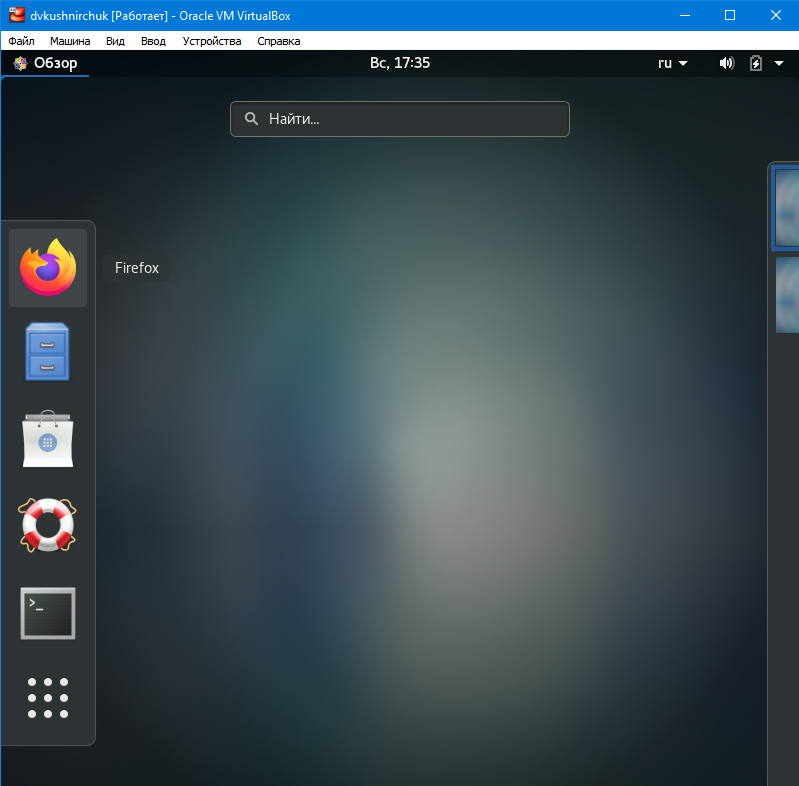 dvkushnirchuk [Работает] - Oracle VM VirtualBox
Файл Машина Вид Ввод Устройства Справка
Обзор Вс, 17:35 ru
Найти...
Firefox
>_